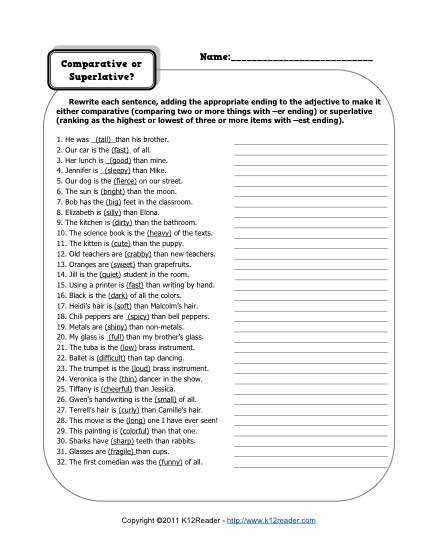 Comparative or
Superlative?
Name:___________________________
Rewrite each sentence, adding the appropriate ending to the adjective to make it
either comparative (comparing two or more things with –er ending) or superlative
(ranking as the highest or lowest of three or more items with –est ending).
1. He was _(tall)_ than his brother.
2. Our car is the (fast) of all.
3. Her lunch is _(good) than mine.
4. Jennifer is _(sleepy) than Mike.
5. Our dog is the (fierce) on our street.
6. The sun is (bright) than the moon.
7. Bob has the (big) feet in the classroom.
8. Elizabeth is (silly) than Elona.
9. The kitchen is (dirty) than the bathroom.
10. The science book is the (heavy) of the texts.
11. The kitten is (cute) than the puppy.
12. Old teachers are (crabby) than new teachers.
13. Oranges are (sweet) than grapefruits.
14. Jill is the (quiet) student in the room.
15. Using a printer is (fast) than writing by hand.
16. Black is the (dark) of all the colors.
17. Heidi's hair is (soft) than Malcolm's hair.
18. Chili peppers are _(spicy) than bell peppers.
19. Metals are (shiny) than non-metals.
20. My glass is _(full) than my brother's glass.
21. The tuba is the (low) brass instrument.
22. Ballet is (difficult) than tap dancing.
23. The trumpet is the (loud) brass instrument.
24. Veronica is the (thin) dancer in the show.
25. Tiffany is (cheerful) than Jessica.
26. Gwen's handwriting is the (small) of all.
27. Terrell's hair is (curly) than Camille's hair.
28. This movie is the (long) one I have ever seen!
29. This painting is (colorful) than that one.
30. Sharks have (sharp) teeth than rabbits.
31. Glasses are (fragile) than cups.
32. The first comedian was the (funny) of all.
Copyright ©2011 K12Reader - http://www.k12reader.com